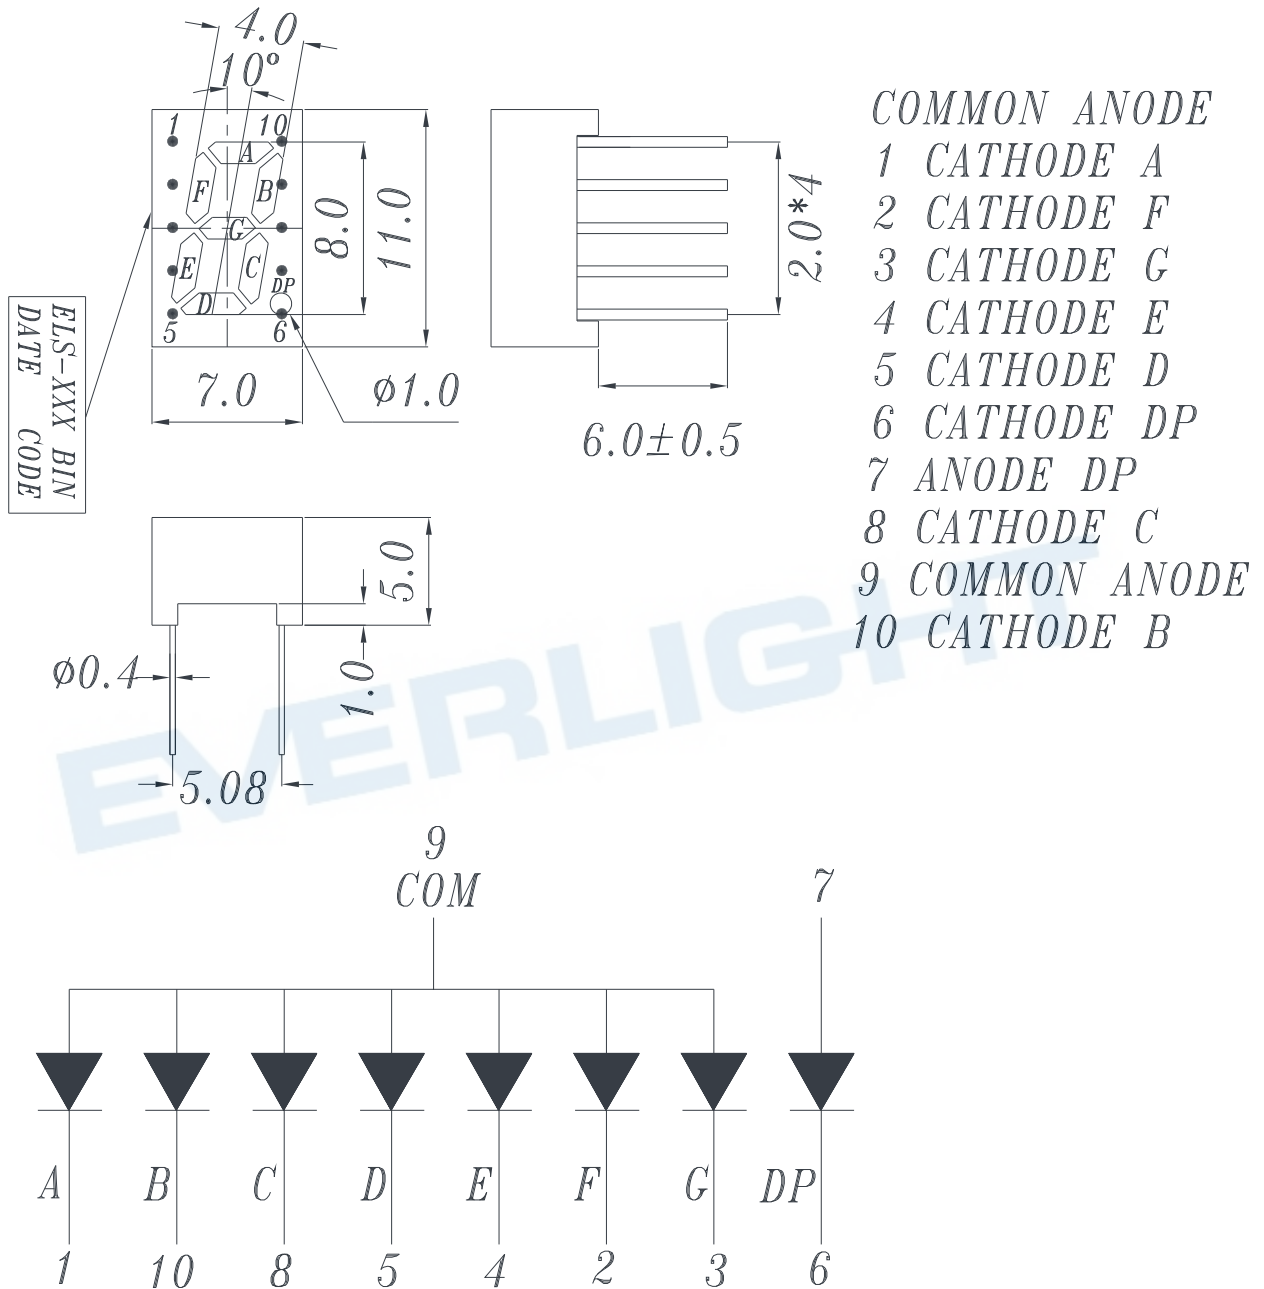 4.0
10°
1
10
A
F
B
G
E
C
DP
D
5
6
8.0
11.0
7.0
ø1.0
ELS-XXX BIN
DATE CODE
2.0*4
6.0±0.5
COMMON ANODE
1 CATHODE A
2 CATHODE F
3 CATHODE G
4 CATHODE E
5 CATHODE D
6 CATHODE DP
7 ANODE DP
8 CATHODE C
9 COMMON ANODE
10 CATHODE B
5.0
1.0
ø0.4
5.08
EVERLIGHT
9
COM
7
A B C D E F G DP
1 10 8 5 4 2 3 6